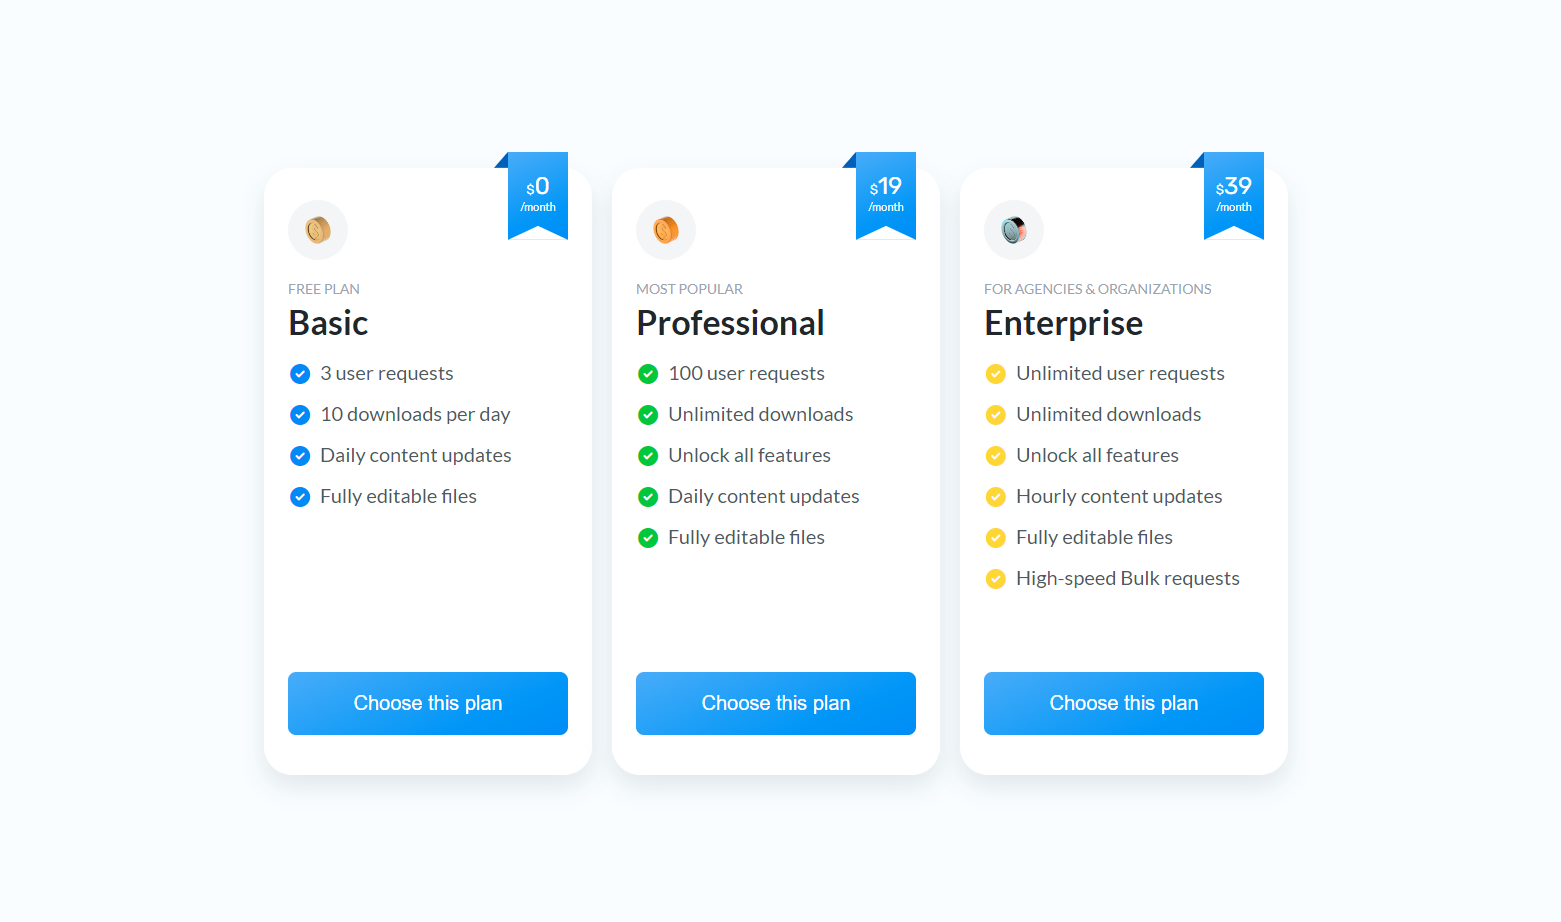 $0
/month
FREE PLAN
Basic
3 user requests
10 downloads per day
Daily content updates
Fully editable files
Choose this plan
$19
/month
MOST POPULAR
Professional
100 user requests
Unlimited downloads
Unlock all features
Daily content updates
Fully editable files
Choose this plan
$39
/month
FOR AGENCIES & ORGANIZATIONS
Enterprise
Unlimited user requests
Unlimited downloads
Unlock all features
Hourly content updates
Fully editable files
High-speed Bulk requests
Choose this plan